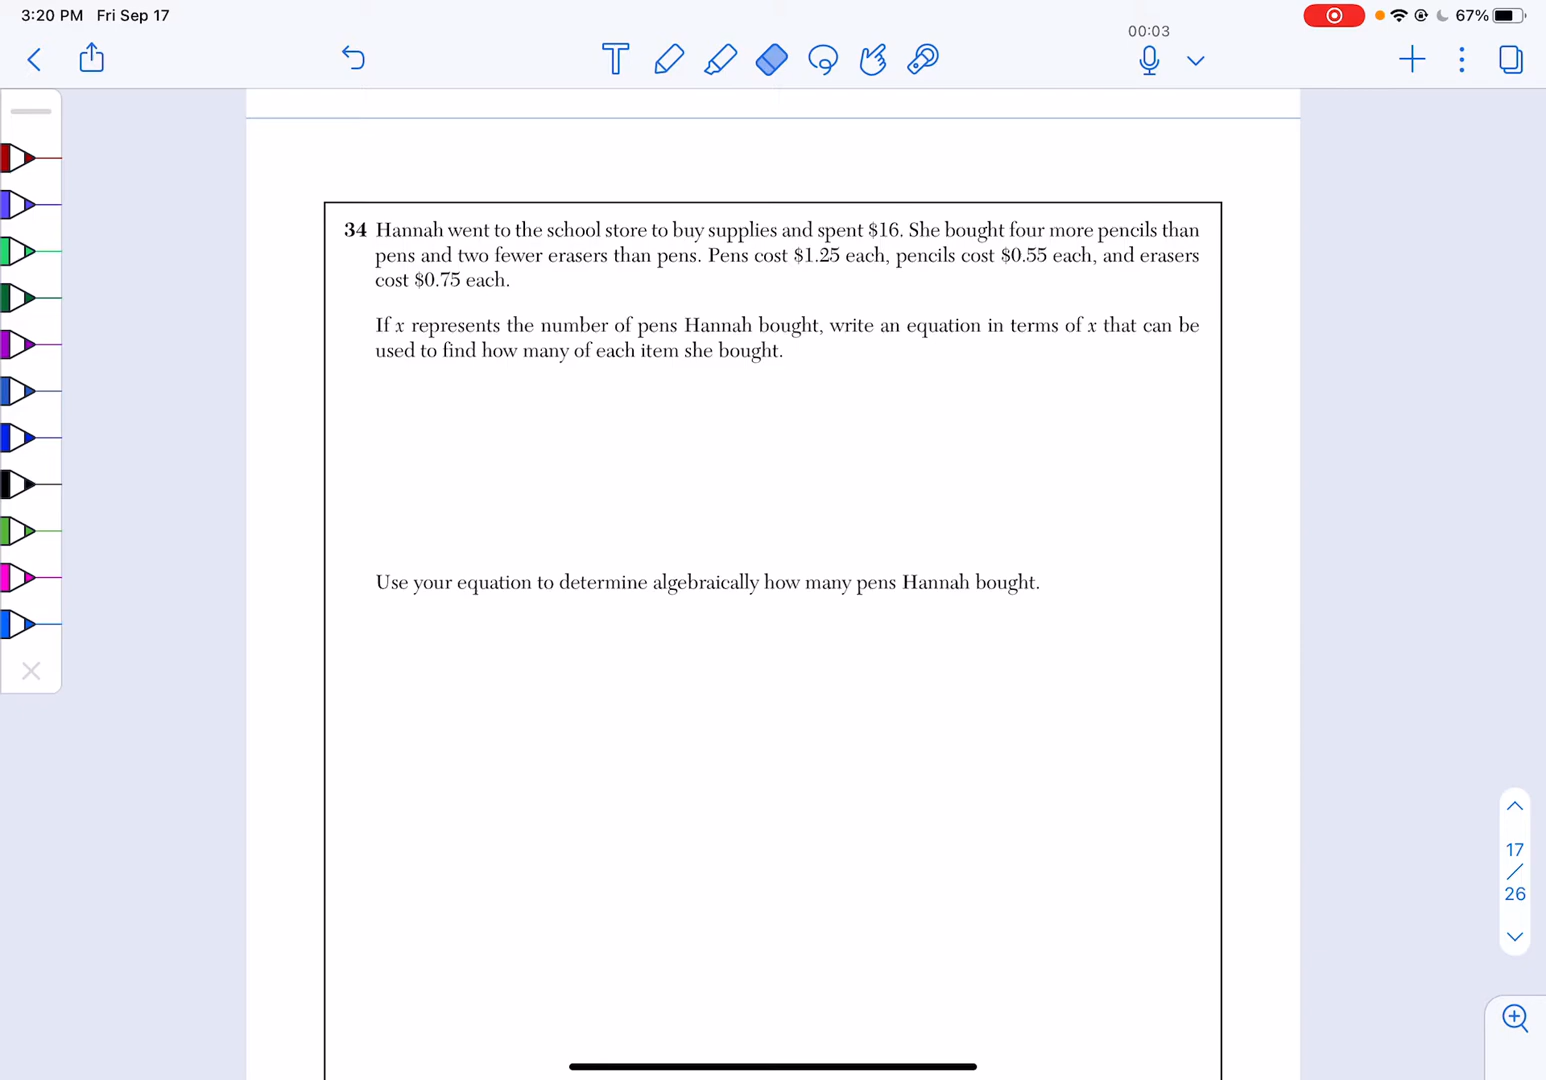 3:20 PM Fri Sep 17
67%
00:03
34 Hannah went to the school store to buy supplies and spent $16. She bought four more pencils than
pens and two fewer erasers than pens. Pens cost $1.25 each, pencils cost $0.55 each, and erasers
cost $0.75 each.
If x represents the number of pens Hannah bought, write an equation in terms of x that can be
used to find how many of each item she bought.
Use your equation to determine algebraically how many pens Hannah bought.
17
/
26